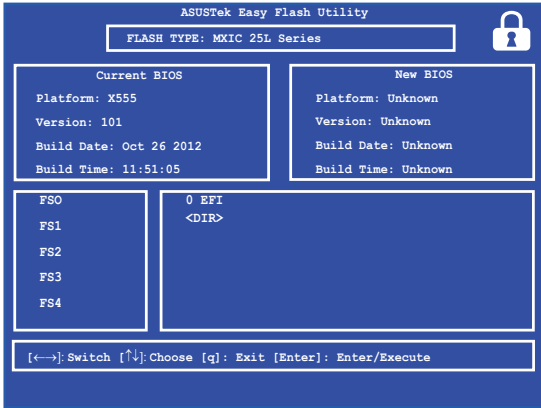 ASUSTek Easy Flash Utility
FLASH TYPE: MXIC 25L Series
Current BIOS
Platform: X555
Version: 101
Build Date: Oct 26 2012
Build Time: 11:51:05
New BIOS
Platform: Unknown
Version: Unknown
Build Date: Unknown
Build Time: Unknown
FSO
FS1
FS2
FS3
FS4
0 EFI
<DIR>
[←→]: Switch [↑↓]: Choose [q]: Exit [Enter]: Enter/Execute